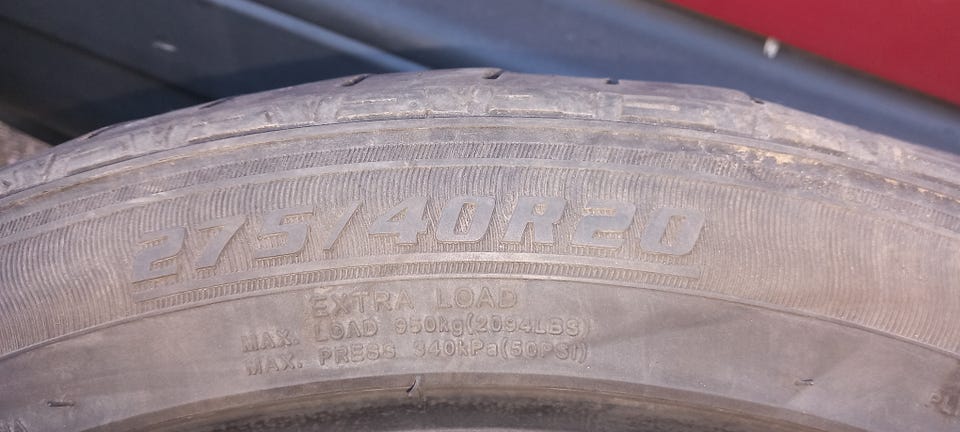 275/40R20
EXTRA LOAD
MAX. LOAD 950kg(2094LBS)
MAX. PRESS 340kPa(50PSI)